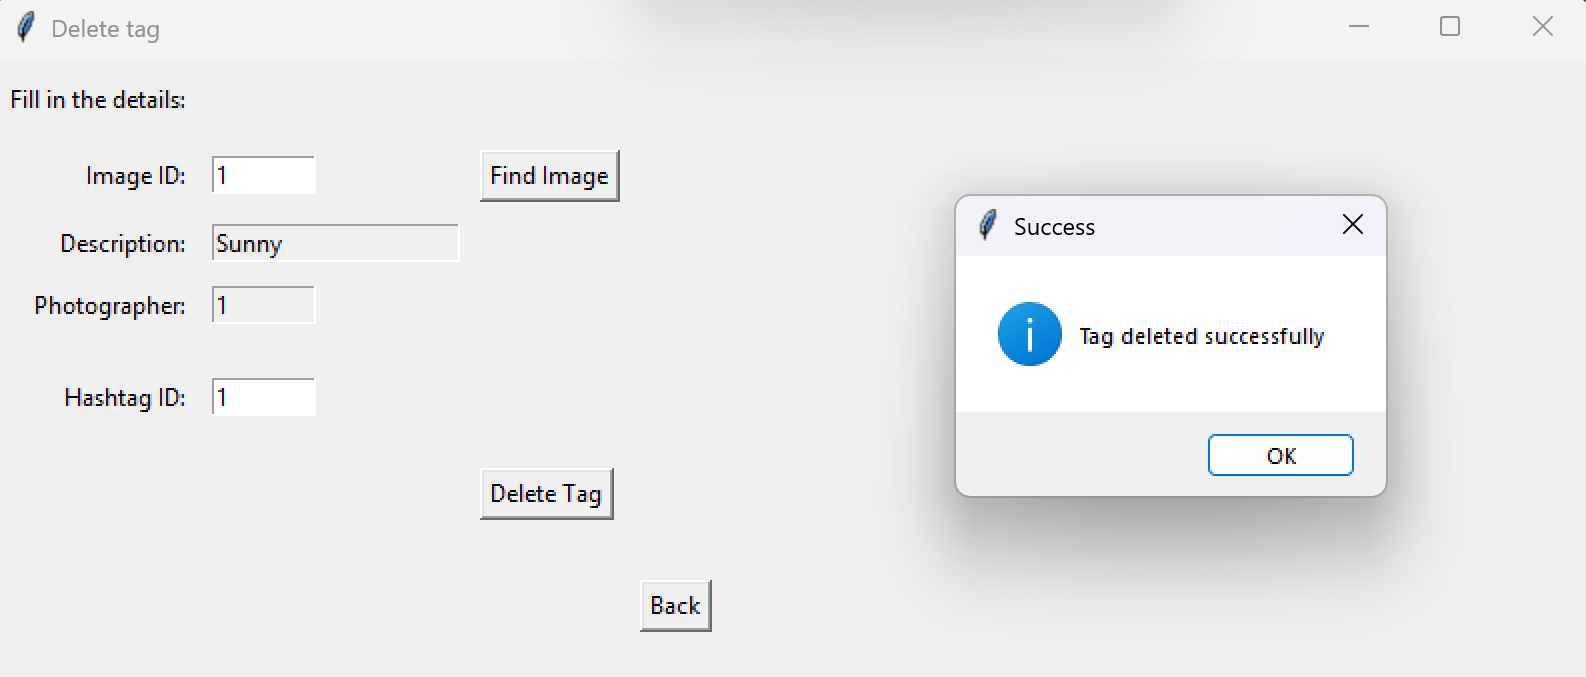 Delete tag
Fill in the details:
Image ID: 1 Find Image
Description: Sunny
Photographer: 1
Hashtag ID: 1
Delete Tag
Back
Success
Tag deleted successfully
OK